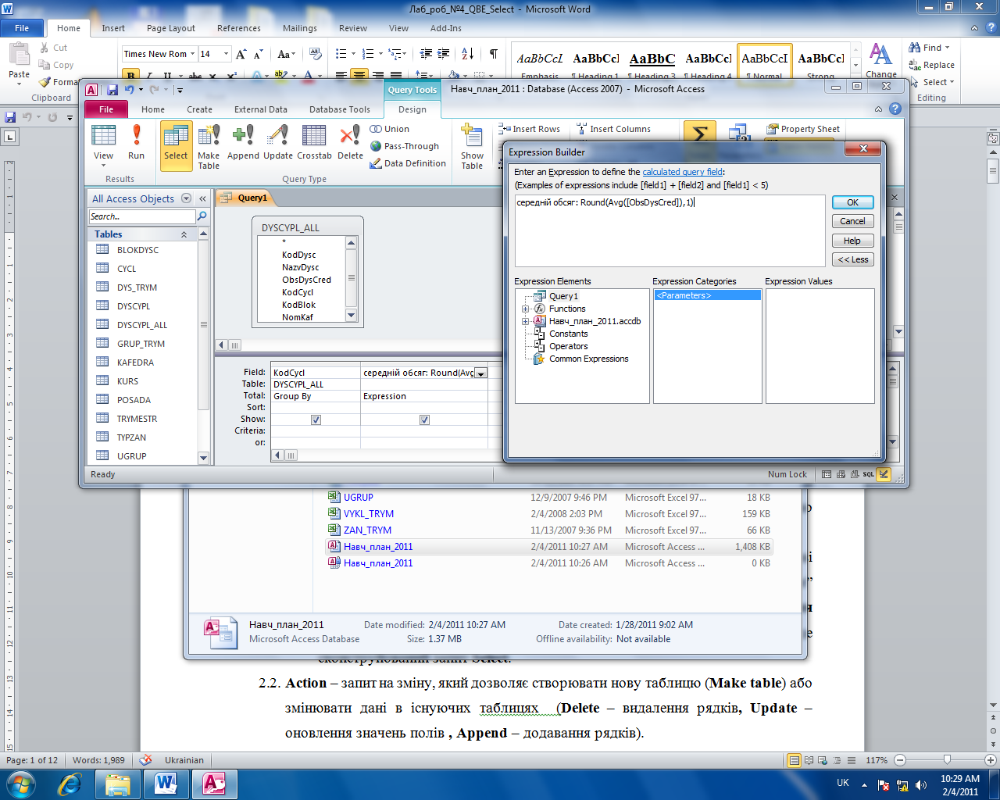 Лаб_роб_№4_QBE_Select - Microsoft Word
File Home Insert Page Layout References Mailings Review View Add-Ins
Paste
Cut
Copy
Clipboard
Times New Rom 14
Aa
AaBbCcI AaBbCcI AaBbC AaBbCcI AaBbCcI AaBbCcI
Emphasis ¶ Heading 1 ¶ Heading 3 ¶ Heading 4 ¶ Normal Strong
Change
Find
Replace
Select
Editing
Query Tools
Навч_план_2011 : Database (Access 2007) - Microsoft Access
File Home Create External Data Database Tools Design
View
Run
Results
Select
Make Table
Append
Update
Crosstab
Delete
Union
Pass-Through
Data Definition
Query Type
Show Table
Insert Rows
Insert Columns
Property Sheet
All Access Objects
Search...
Tables
BLOKDYSC
CYCL
DYS_TRYM
DYSCYPL
DYSCYPL_ALL
GRUP_TRYM
KAFEDRA
KURS
POSADA
TRYMESTR
TYPZAN
UGRUP
Query1
DYSCYPL_ALL
*
KodDysc
NazvDysc
ObsDysCred
KodCycl
KodBlok
NomKaf
Field: KodCycl середній обсяг: Round(Avg
Table: DYSCYPL_ALL
Total: Group By Expression
Sort:
Show:
Criteria:
or:
Ready
Num Lock
SQL
Expression Builder
Enter an Expression to define the calculated query field:
(Examples of expressions include [field1] + [field2] and [field1] < 5)
середній обсяг: Round(Avg([ObsDysCred]),1)
OK
Cancel
Help
<< Less
Expression Elements Expression Categories Expression Values
Query1
Functions
Навч_план_2011.accdb
Constants
Operators
Common Expressions
<Parameters>
UGRUP 12/9/2007 9:46 PM Microsoft Excel 97... 18 KB
VYKL_TRYM 2/4/2008 2:03 PM Microsoft Excel 97... 159 KB
ZAN_TRYM 11/13/2007 9:36 PM Microsoft Excel 97... 66 KB
Навч_план_2011 2/4/2011 10:27 AM Microsoft Access ... 1,408 KB
Навч_план_2011 2/4/2011 10:26 AM Microsoft Access ... 0 KB
Навч_план_2011 Date modified: 2/4/2011 10:27 AM Date created: 1/28/2011 9:02 AM
Microsoft Access Database Size: 1.37 MB Offline availability: Not available
2.2. Action – запит на зміну, який дозволяє створювати нову таблицю (Make table) або
змінювати дані в існуючих таблицях (Delete – видалення рядків, Update –
оновлення значень полів , Append – додавання рядків).
Page: 1 of 12 Words: 1,989 Ukrainian 117%
UK
10:29 AM
2/4/2011